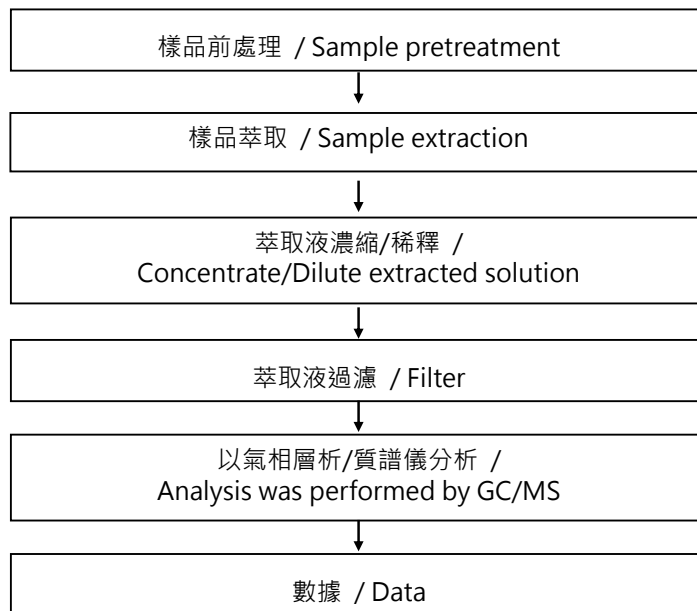 樣品前處理 / Sample pretreatment
樣品萃取 / Sample extraction
萃取液濃縮/稀釋 /
Concentrate/Dilute extracted solution
萃取液過濾 / Filter
以氣相層析/質譜儀分析 /
Analysis was performed by GC/MS
數據 / Data